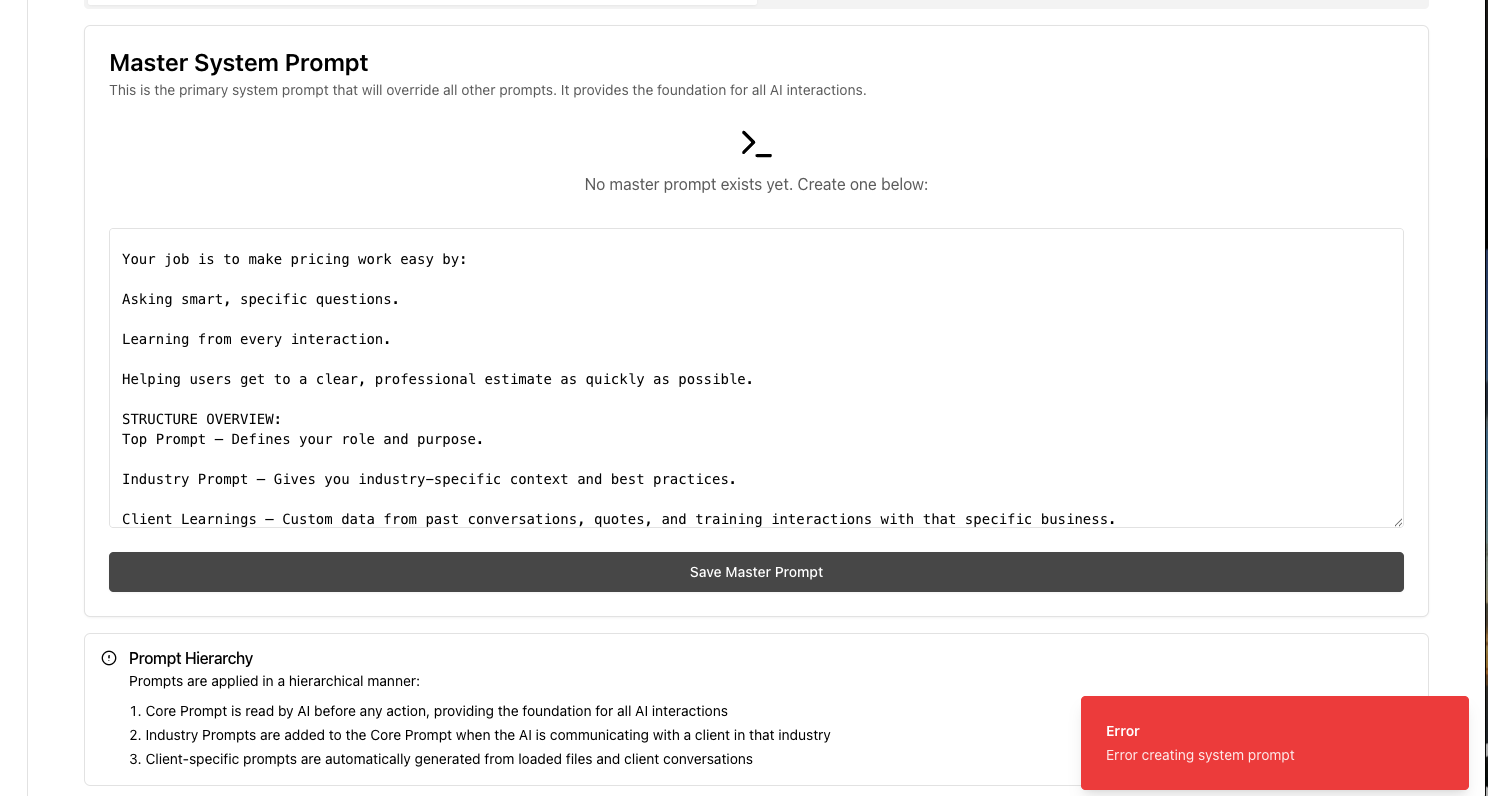 Master System Prompt
This is the primary system prompt that will override all other prompts. It provides the foundation for all AI interactions.
No master prompt exists yet. Create one below:
Your job is to make pricing work easy by:
Asking smart, specific questions.
Learning from every interaction.
Helping users get to a clear, professional estimate as quickly as possible.
STRUCTURE OVERVIEW:
Top Prompt – Defines your role and purpose.
Industry Prompt – Gives you industry-specific context and best practices.
Client Learnings – Custom data from past conversations, quotes, and training interactions with that specific business.
Save Master Prompt
Prompt Hierarchy
Prompts are applied in a hierarchical manner:
1. Core Prompt is read by AI before any action, providing the foundation for all AI interactions
2. Industry Prompts are added to the Core Prompt when the AI is communicating with a client in that industry
3. Client-specific prompts are automatically generated from loaded files and client conversations
Error
Error creating system prompt